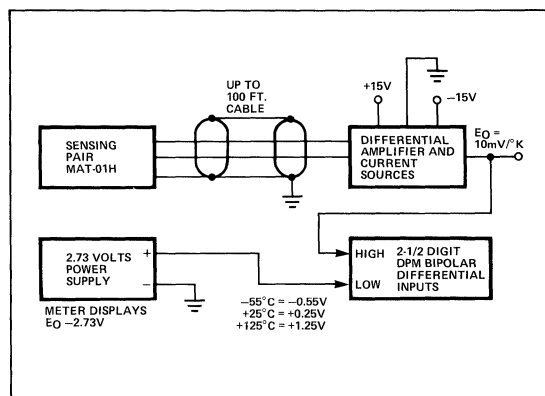 UP TO
100 FT.
CABLE
+15V
−15V
SENSING
PAIR
MAT-01H
DIFFERENTIAL
AMPLIFIER AND
CURRENT
SOURCES
EO =
10mV/°K
2.73 VOLTS
POWER
SUPPLY
+
−
HIGH
LOW
2-1/2 DIGIT
DPM BIPOLAR
DIFFERENTIAL
INPUTS
METER DISPLAYS
EO −2.73V
−55°C = −0.55V
+25°C = +0.25V
+125°C = +1.25V